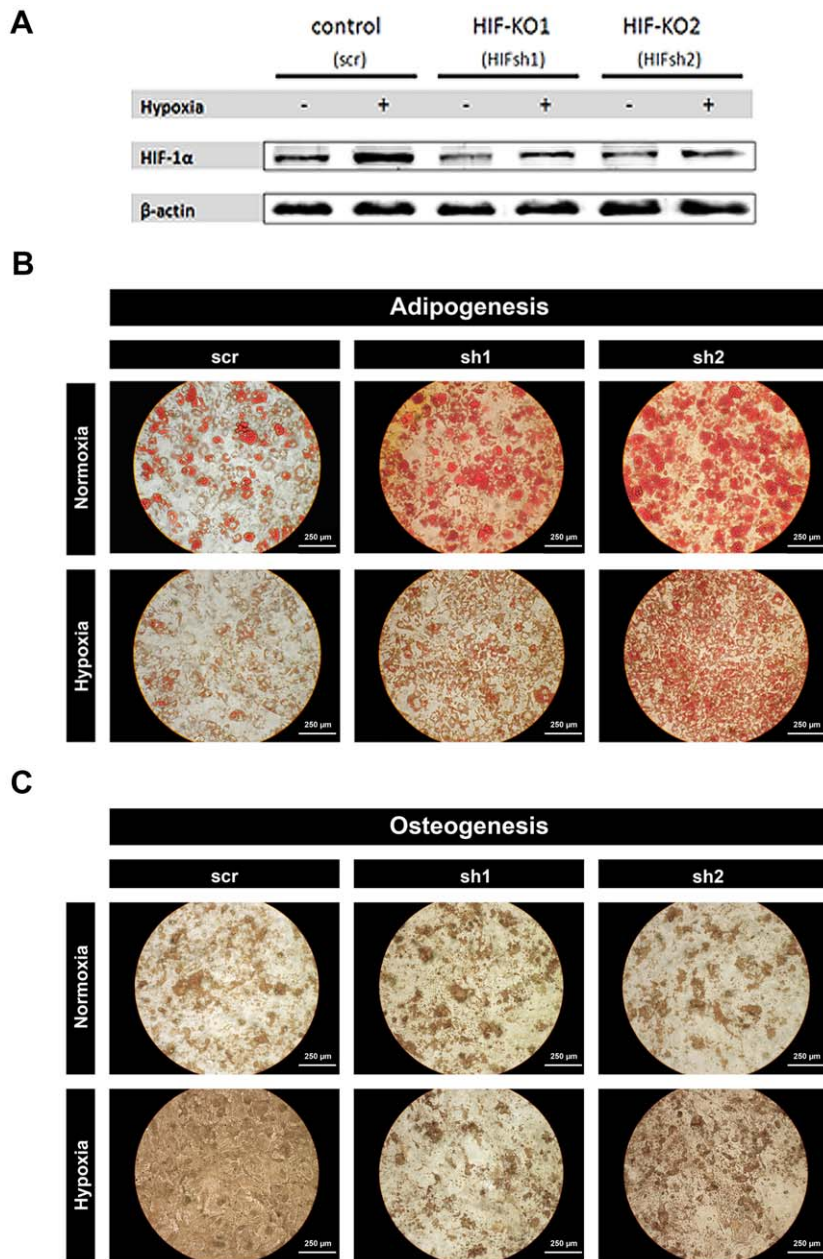 A
control HIF-KO1 HIF-KO2
(scr) (HIFsh1) (HIFsh2)
Hypoxia - + - + - +
HIF-1α
β-actin
B
Adipogenesis
scr sh1 sh2
Normoxia
250 µm 250 µm 250 µm
Hypoxia
250 µm 250 µm 250 µm
C
Osteogenesis
scr sh1 sh2
Normoxia
250 µm 250 µm 250 µm
Hypoxia
250 µm 250 µm 250 µm